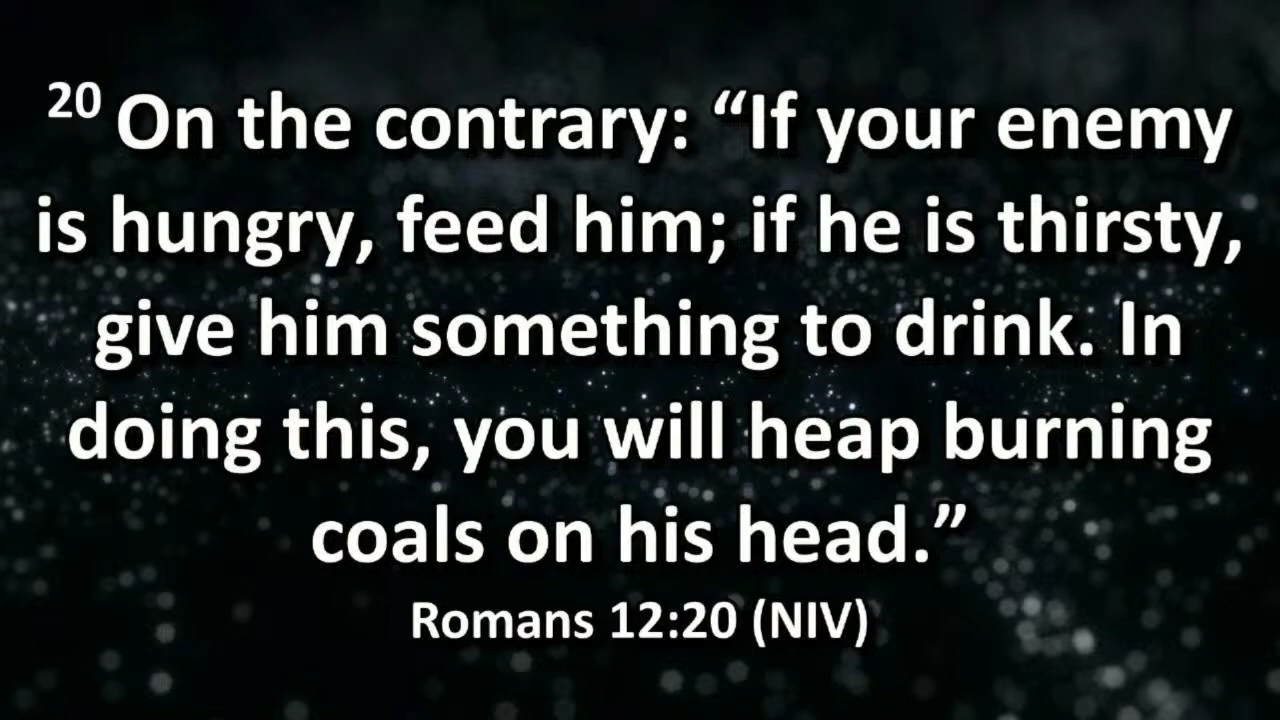 20 On the contrary: “If your enemy
is hungry, feed him; if he is thirsty,
give him something to drink. In
doing this, you will heap burning
coals on his head.”
Romans 12:20 (NIV)